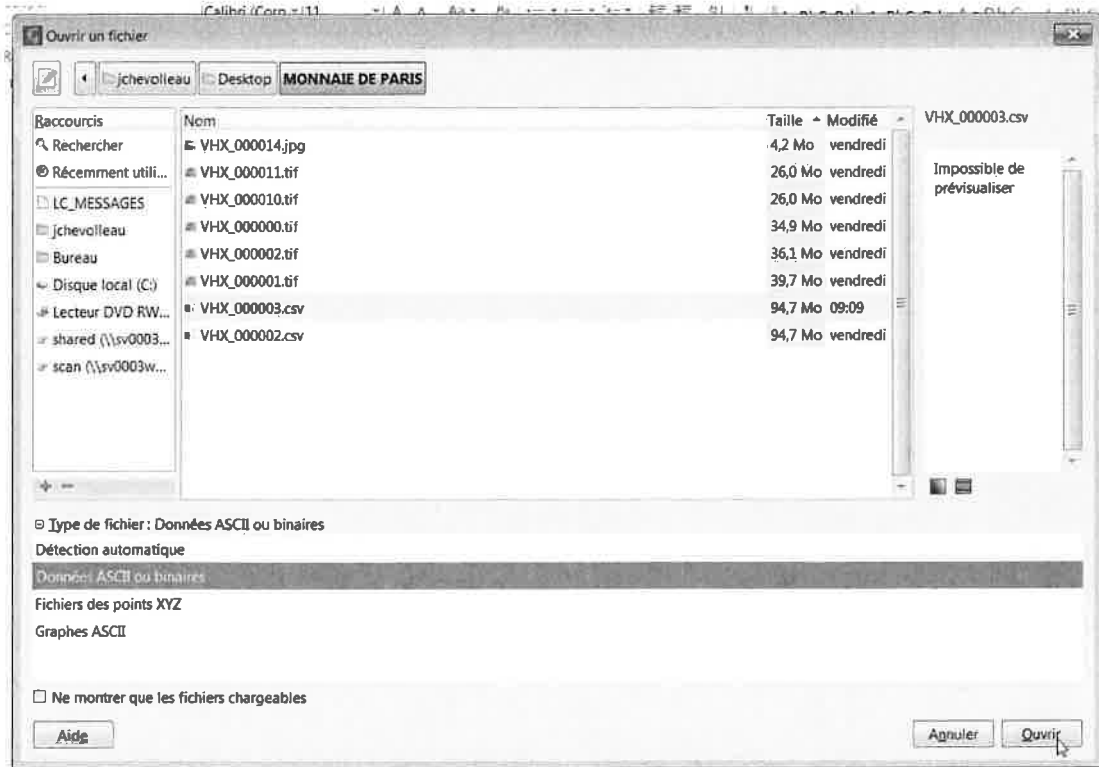 Calibri (Corp 11
Ouvrir un fichier
jchevolleau Desktop MONNAIE DE PARIS
Raccourcis
Rechercher
Récemment utili...
LC_MESSAGES
jchevolleau
Bureau
Disque local (C:)
Lecteur DVD RW...
shared (\\sv0003...
scan (\\sv0003w...
Nom Taille Modifié
VHX_000014.jpg 4,2 Mo vendredi
VHX_000011.tif 26,0 Mo vendredi
VHX_000010.tif 26,0 Mo vendredi
VHX_000000.tif 34,9 Mo vendredi
VHX_000002.tif 36,1 Mo vendredi
VHX_000001.tif 39,7 Mo vendredi
VHX_000003.csv 94,7 Mo 09:09
VHX_000002.csv 94,7 Mo vendredi
VHX_000003.csv
Impossible de
prévisualiser
Type de fichier : Données ASCII ou binaires
Détection automatique
Données ASCII ou binaires
Fichiers des points XYZ
Graphes ASCII
Ne montrer que les fichiers chargeables
Aide
Annuler
Ouvrir